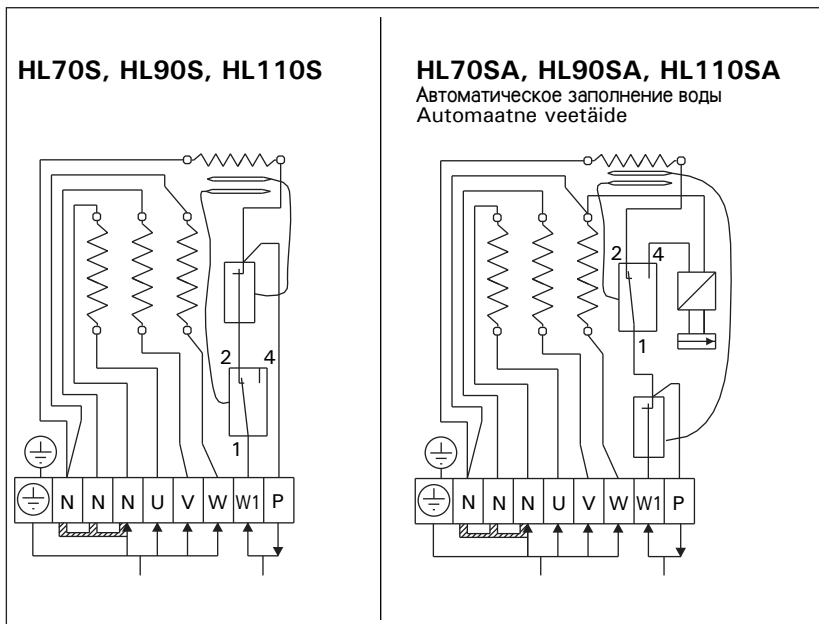 HL70S, HL90S, HL110S
2 4
1
N N N U V W W1 P
HL70SA, HL90SA, HL110SA
Автоматическое заполнение воды
Automaatne veetäide
2 4
1
N N N U V W W1 P